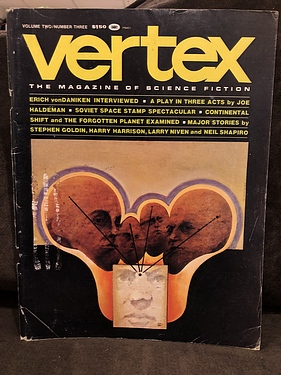 VOLUME TWO/NUMBER THREE $1.50
vertex
THE MAGAZINE OF SCIENCE FICTION
ERICH vonDANIKEN INTERVIEWED • A PLAY IN THREE ACTS by JOE
HALDEMAN • SOVIET SPACE STAMP SPECTACULAR • CONTINENTAL
SHIFT and THE FORGOTTEN PLANET EXAMINED • MAJOR STORIES by
STEPHEN GOLDIN, HARRY HARRISON, LARRY NIVEN and NEIL SHAPIRO